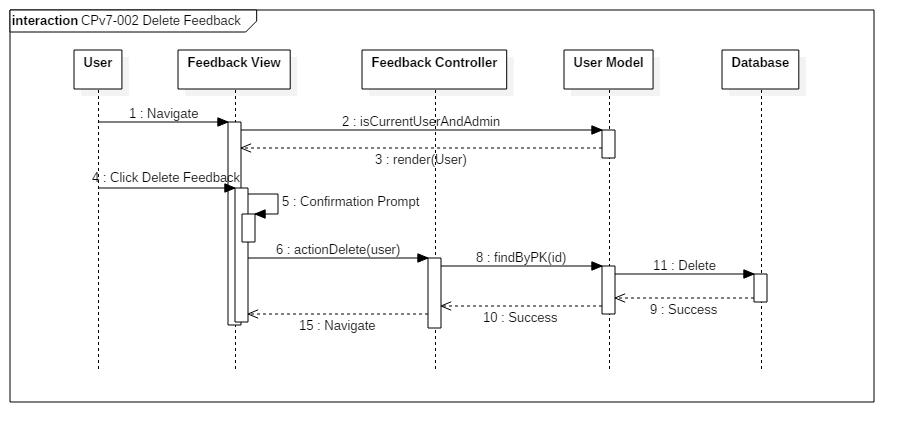 interaction CPv7-002 Delete Feedback
User
Feedback View
Feedback Controller
User Model
Database
1 : Navigate
2 : isCurrentUserAndAdmin
3 : render(User)
4 : Click Delete Feedback
5 : Confirmation Prompt
6 : actionDelete(user)
8 : findByPK(id)
11 : Delete
9 : Success
10 : Success
15 : Navigate